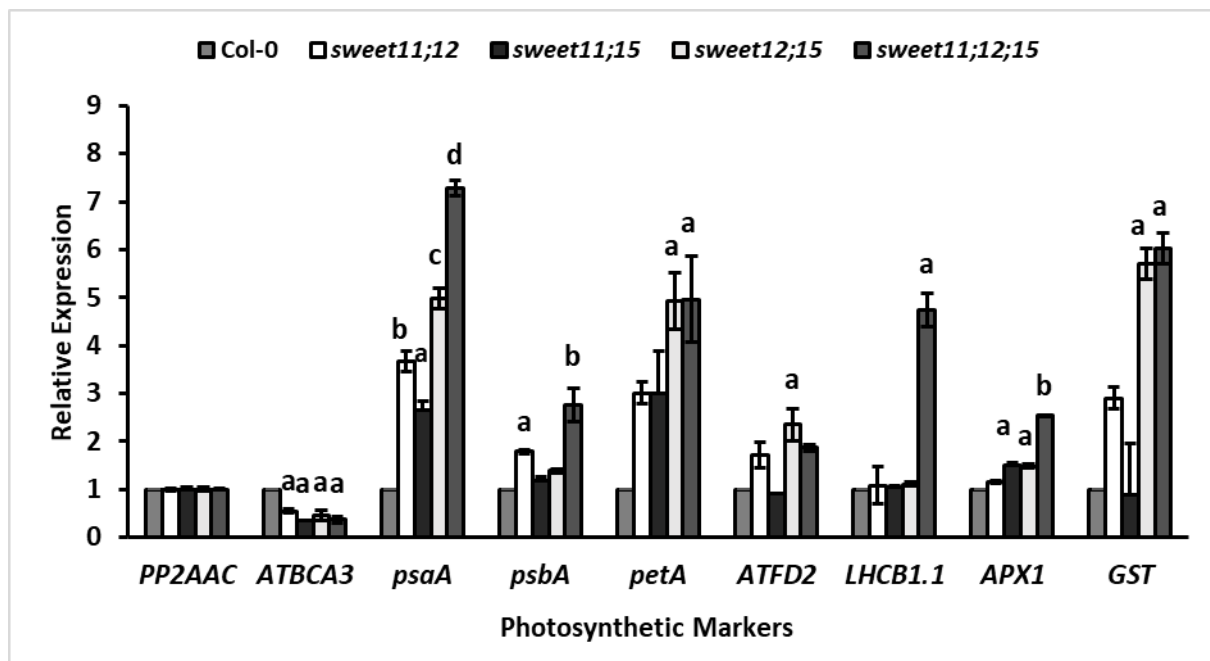 Col-0 sweet11;12 sweet11;15 sweet12;15 sweet11;12;15
9
8
7
6
5
4
3
2
1
0
Relative Expression
a a a a
b a c d
a b
a a
a
a
a a b
a a
PP2AAC ATBCA3 psaA psbA petA ATFD2 LHCB1.1 APX1 GST
Photosynthetic Markers